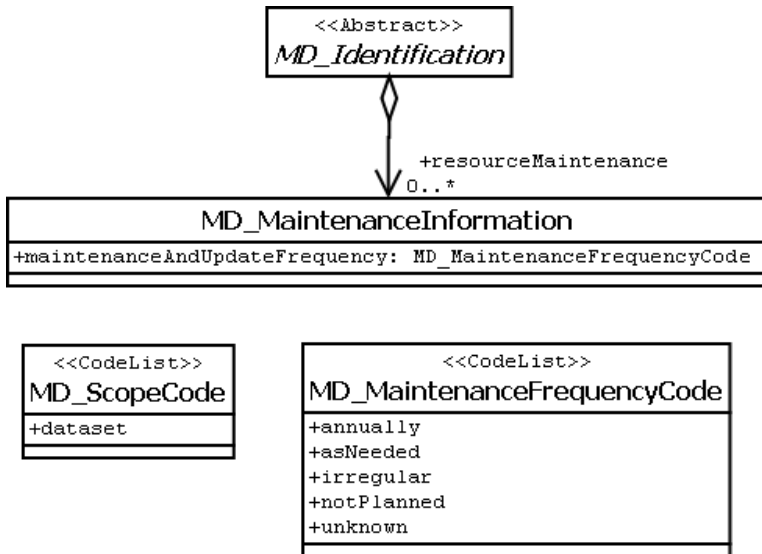 <<Abstract>>
MD_Identification
+resourceMaintenance
0..*
MD_MaintenanceInformation
+maintenanceAndUpdateFrequency: MD_MaintenanceFrequencyCode
<<CodeList>>
MD_ScopeCode
+dataset
<<CodeList>>
MD_MaintenanceFrequencyCode
+annually
+asNeeded
+irregular
+notPlanned
+unknown